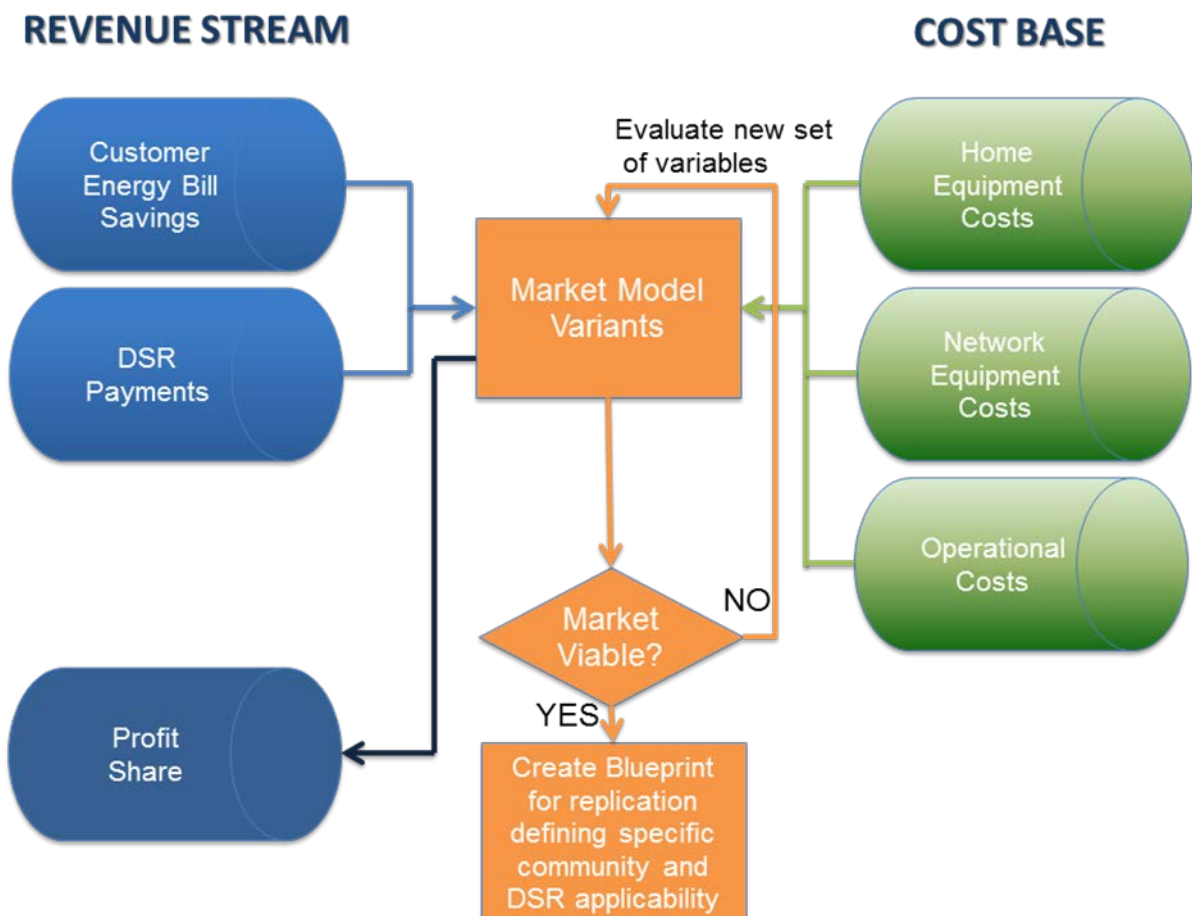 REVENUE STREAM
COST BASE
Customer
Energy Bill
Savings
Evaluate new set
of variables
Home
Equipment
Costs
Market Model
Variants
DSR
Payments
Network
Equipment
Costs
Operational
Costs
NO
Market
Viable?
YES
Profit
Share
Create Blueprint
for replication
defining specific
community and
DSR applicability